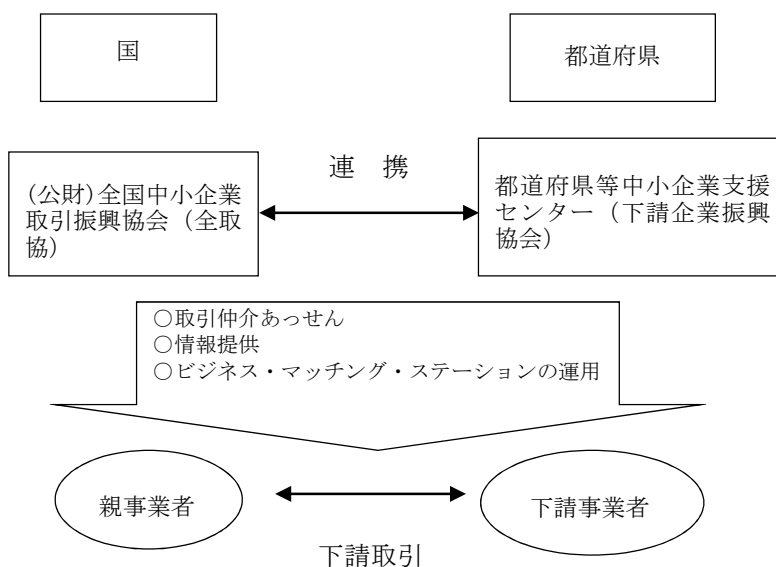 国
都道府県
連 携
(公財)全国中小企業
取引振興協会（全取
協）
都道府県等中小企業支援
センター（下請企業振興
協会）
○取引仲介あっせん
○情報提供
○ビジネス・マッチング・ステーションの運用
親事業者
下請事業者
下請取引